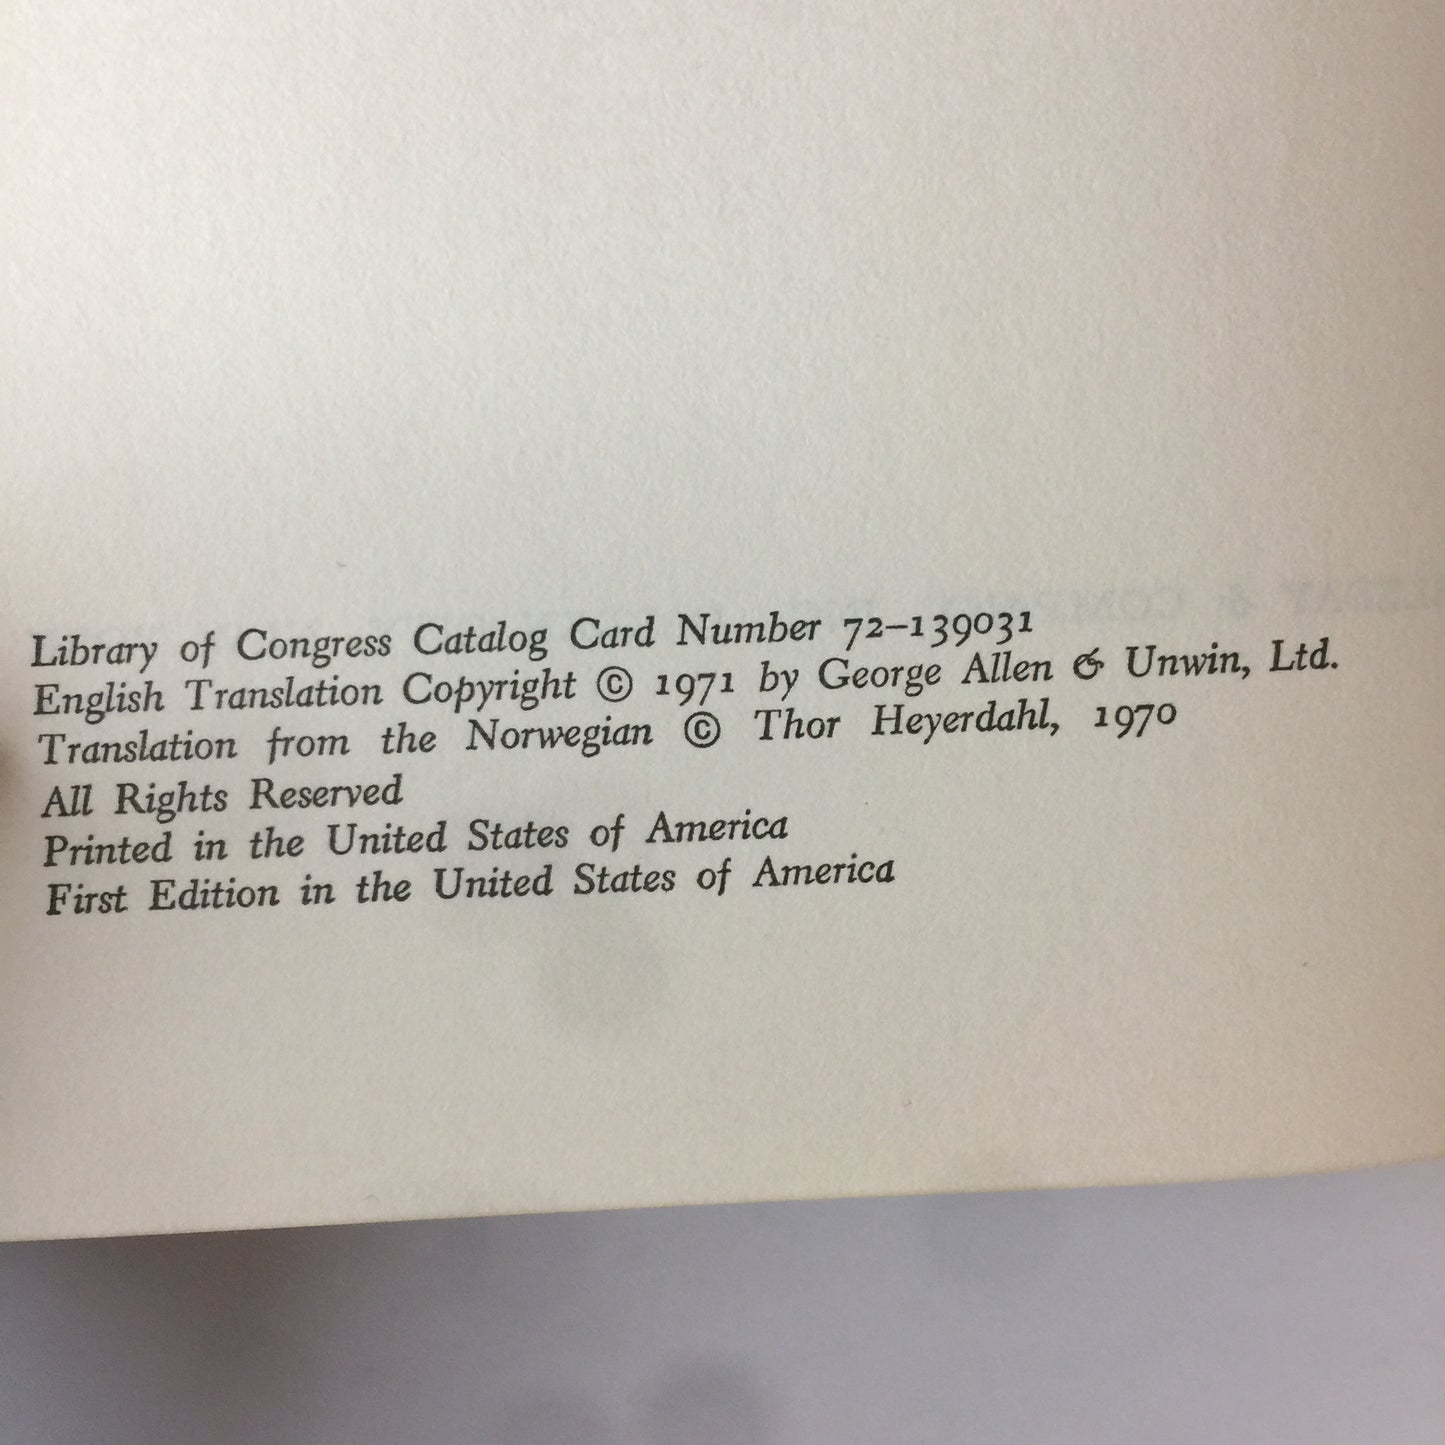 Library of Congress Catalog Card Number 72–139031
English Translation Copyright © 1971 by George Allen & Unwin, Ltd.
Translation from the Norwegian © Thor Heyerdahl, 1970
All Rights Reserved
Printed in the United States of America
First Edition in the United States of America